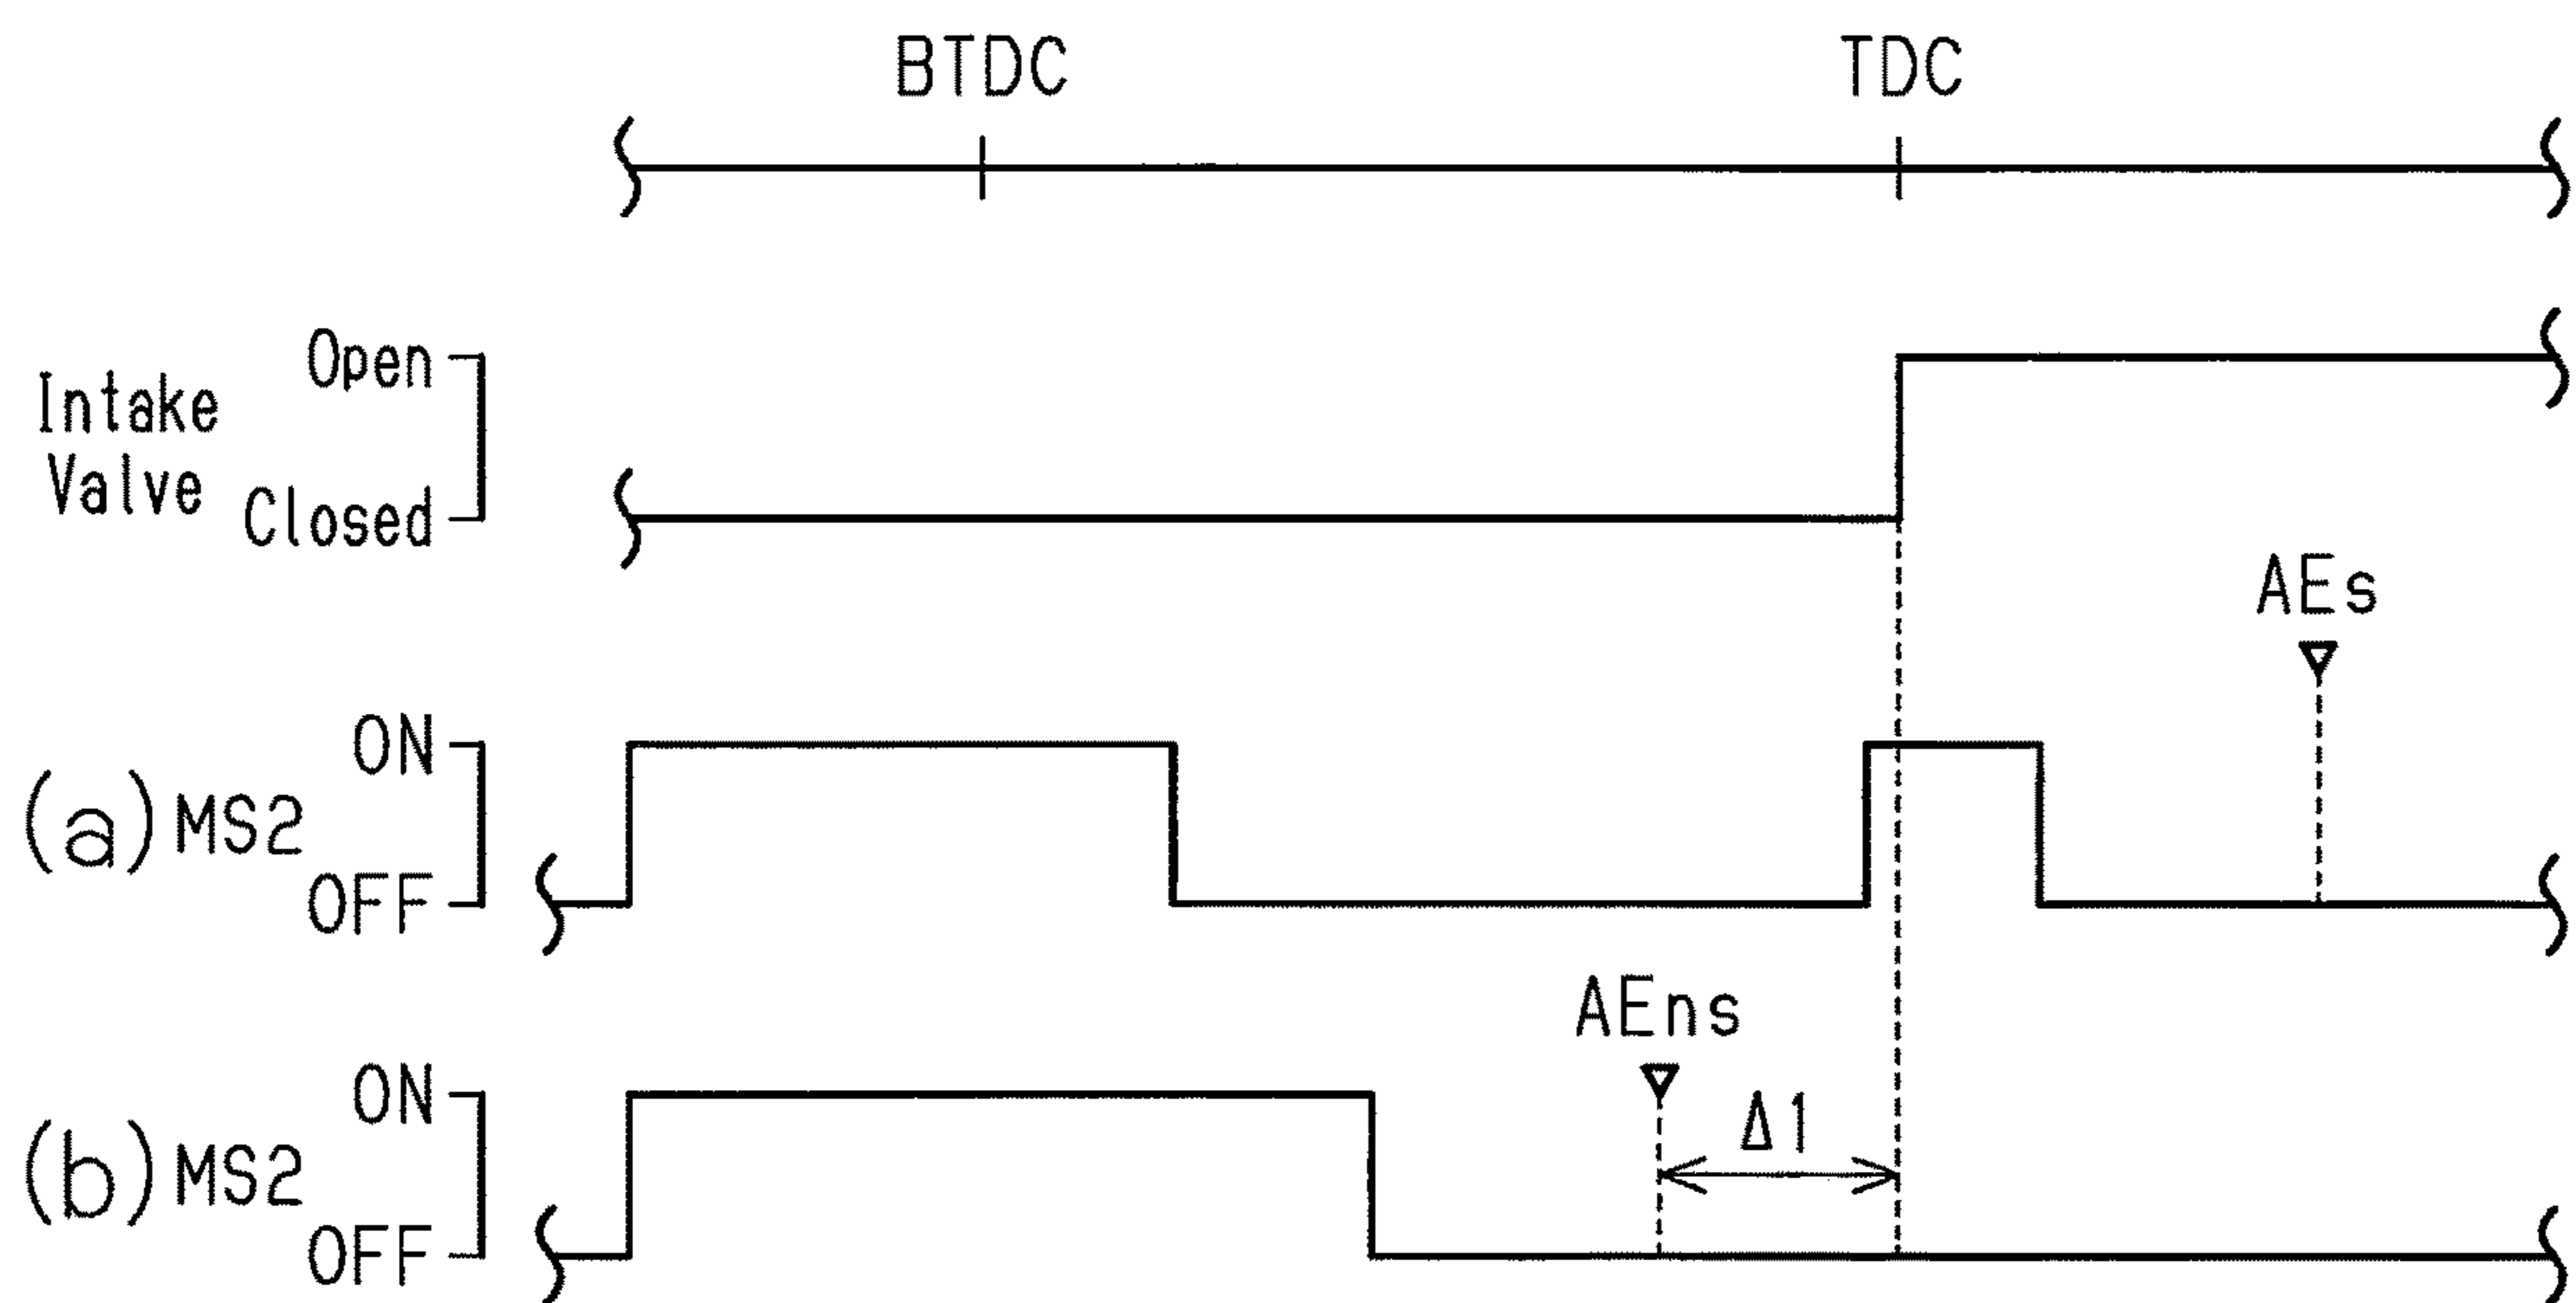 BTDC TDC
Open
Intake
Valve
Closed
AEs
ON
(a) MS2
OFF
AEns
ON
Δ1
(b) MS2
OFF